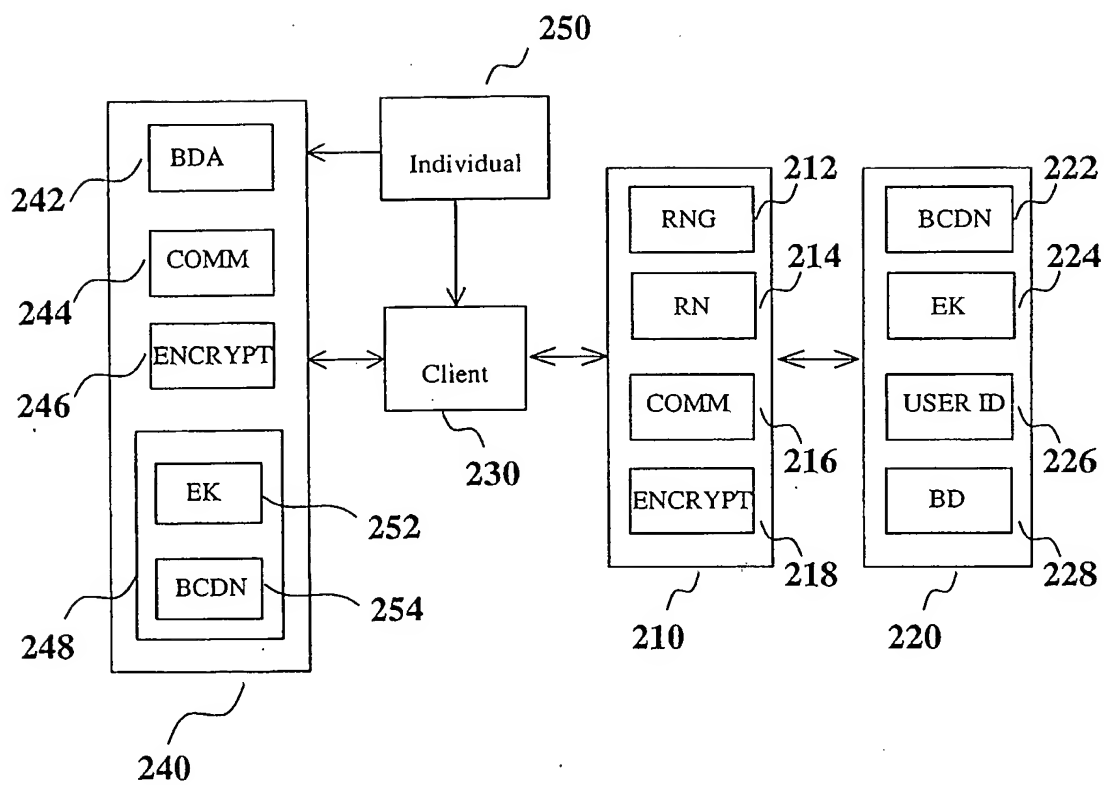 250
BDA
242
Individual
COMM
244
ENCRYPT
246
Client
230
EK
252
BCDN
254
248
240
RNG
212
RN
214
COMM
216
ENCRYPT
218
210
BCDN
222
EK
224
USER ID
226
BD
228
220